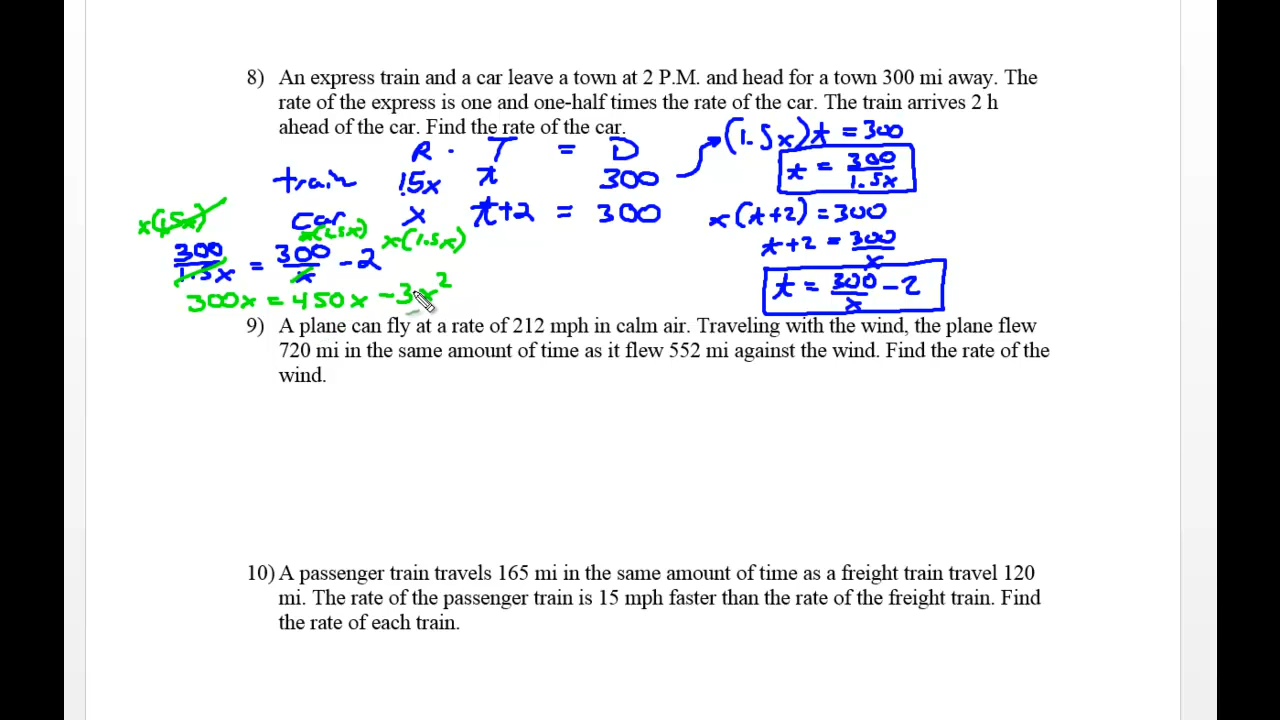 8) An express train and a car leave a town at 2 P.M. and head for a town 300 mi away. The
rate of the express is one and one-half times the rate of the car. The train arrives 2 h
ahead of the car. Find the rate of the car.
R · T = D
train 1.5x t 300
car x t+2 = 300
(1.5x)t = 300
t = 300/1.5x
x(t+2) = 300
t+2 = 300/x
t = 300/x - 2
x(1.5x) x(1.5x) x(1.5x)
300/1.5x = 300/x - 2
300x = 450x - 3x²
9) A plane can fly at a rate of 212 mph in calm air. Traveling with the wind, the plane flew
720 mi in the same amount of time as it flew 552 mi against the wind. Find the rate of the
wind.
10) A passenger train travels 165 mi in the same amount of time as a freight train travel 120
mi. The rate of the passenger train is 15 mph faster than the rate of the freight train. Find
the rate of each train.